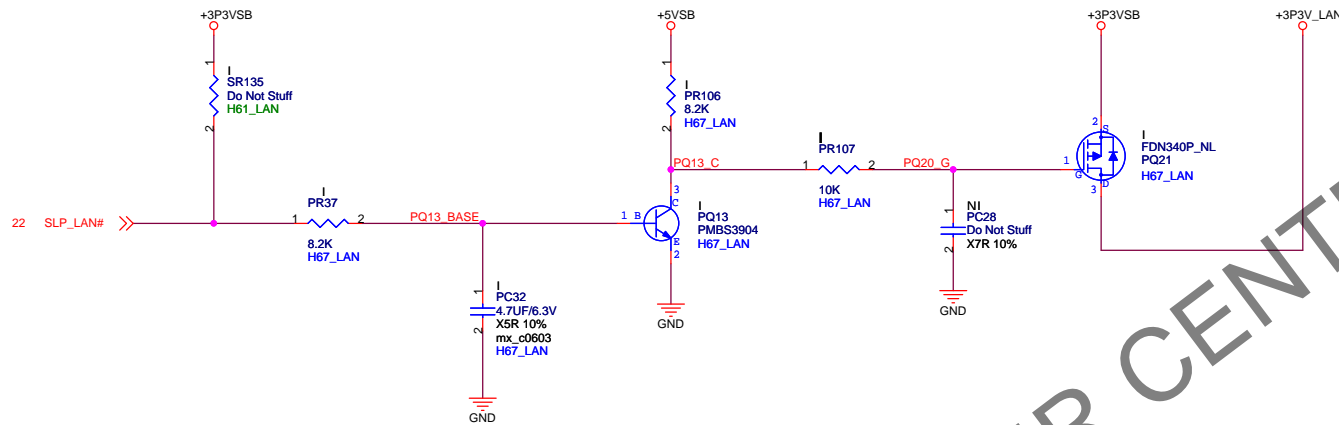 +3P3VSB
+5VSB
+3P3VSB
+3P3V_LAN
1
I
SR135
Do Not Stuff
H61_LAN
2
1
I
PR106
8.2K
H67_LAN
2
2
S
I
FDN340P_NL
PQ21
H67_LAN
1
G
D
3
PQ13_C
I
PR107
1
2
10K
H67_LAN
PQ20_G
22 SLP_LAN#
I
PR37
1
2
8.2K
H67_LAN
PQ13_BASE
3
C
1 B
E
2
I
PQ13
PMBS3904
H67_LAN
NI
PC28
1
Do Not Stuff
X7R 10%
2
I
PC32
1
4.7UF/6.3V
X5R 10%
2
mx_c0603
H67_LAN
GND
GND
GND